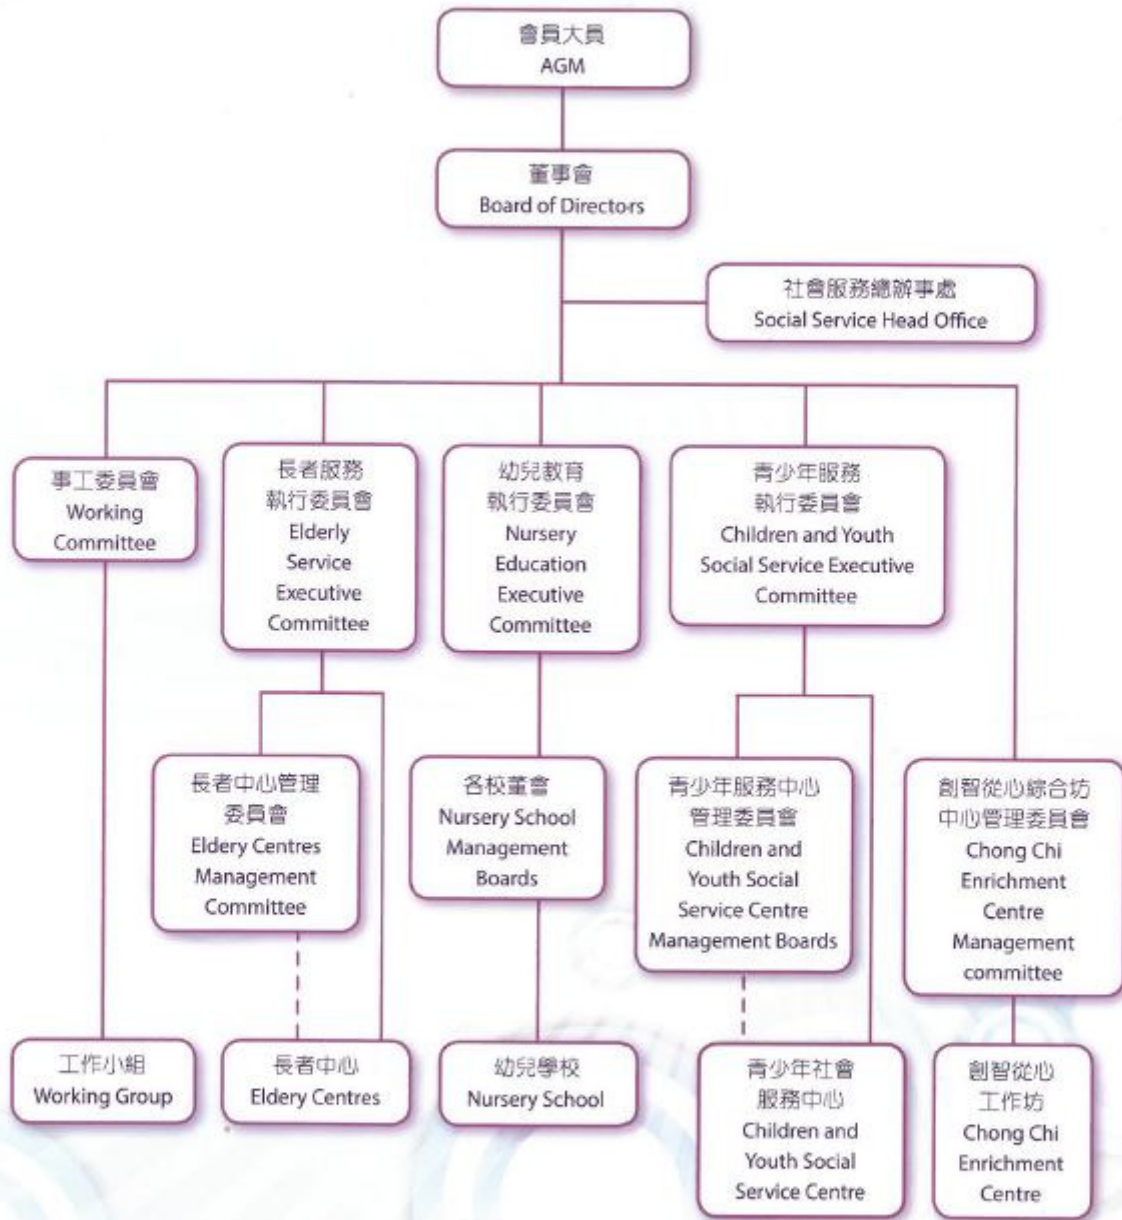 會員大員
AGM
董事會
Board of Directors
社會服務總辦事處
Social Service Head Office
事工委員會
Working
Committee
長者服務
執行委員會
Elderly
Service
Executive
Committee
幼兒教育
執行委員會
Nursery
Education
Executive
Committee
青少年服務
執行委員會
Children and Youth
Social Service Executive
Committee
長者中心管理
委員會
Eldery Centres
Management
Committee
各校董會
Nursery School
Management
Boards
青少年服務中心
管理委員會
Children and
Youth Social
Service Centre
Management Boards
創智從心綜合坊
中心管理委員會
Chong Chi
Enrichment
Centre
Management
committee
工作小組
Working Group
長者中心
Eldery Centres
幼兒學校
Nursery School
青少年社會
服務中心
Children and
Youth Social
Service Centre
創智從心
工作坊
Chong Chi
Enrichment
Centre